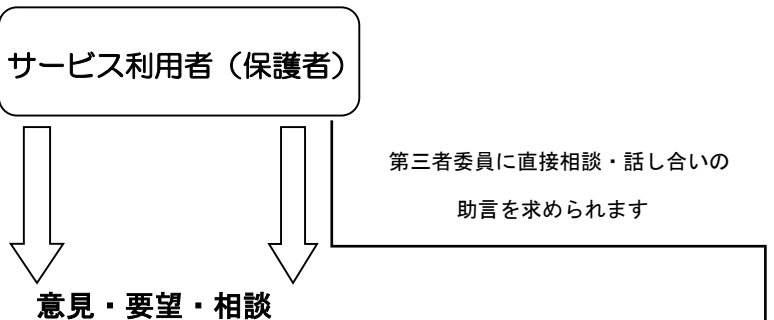 サービス利用者（保護者）
第三者委員に直接相談・話し合いの
助言を求められます
意見・要望・相談